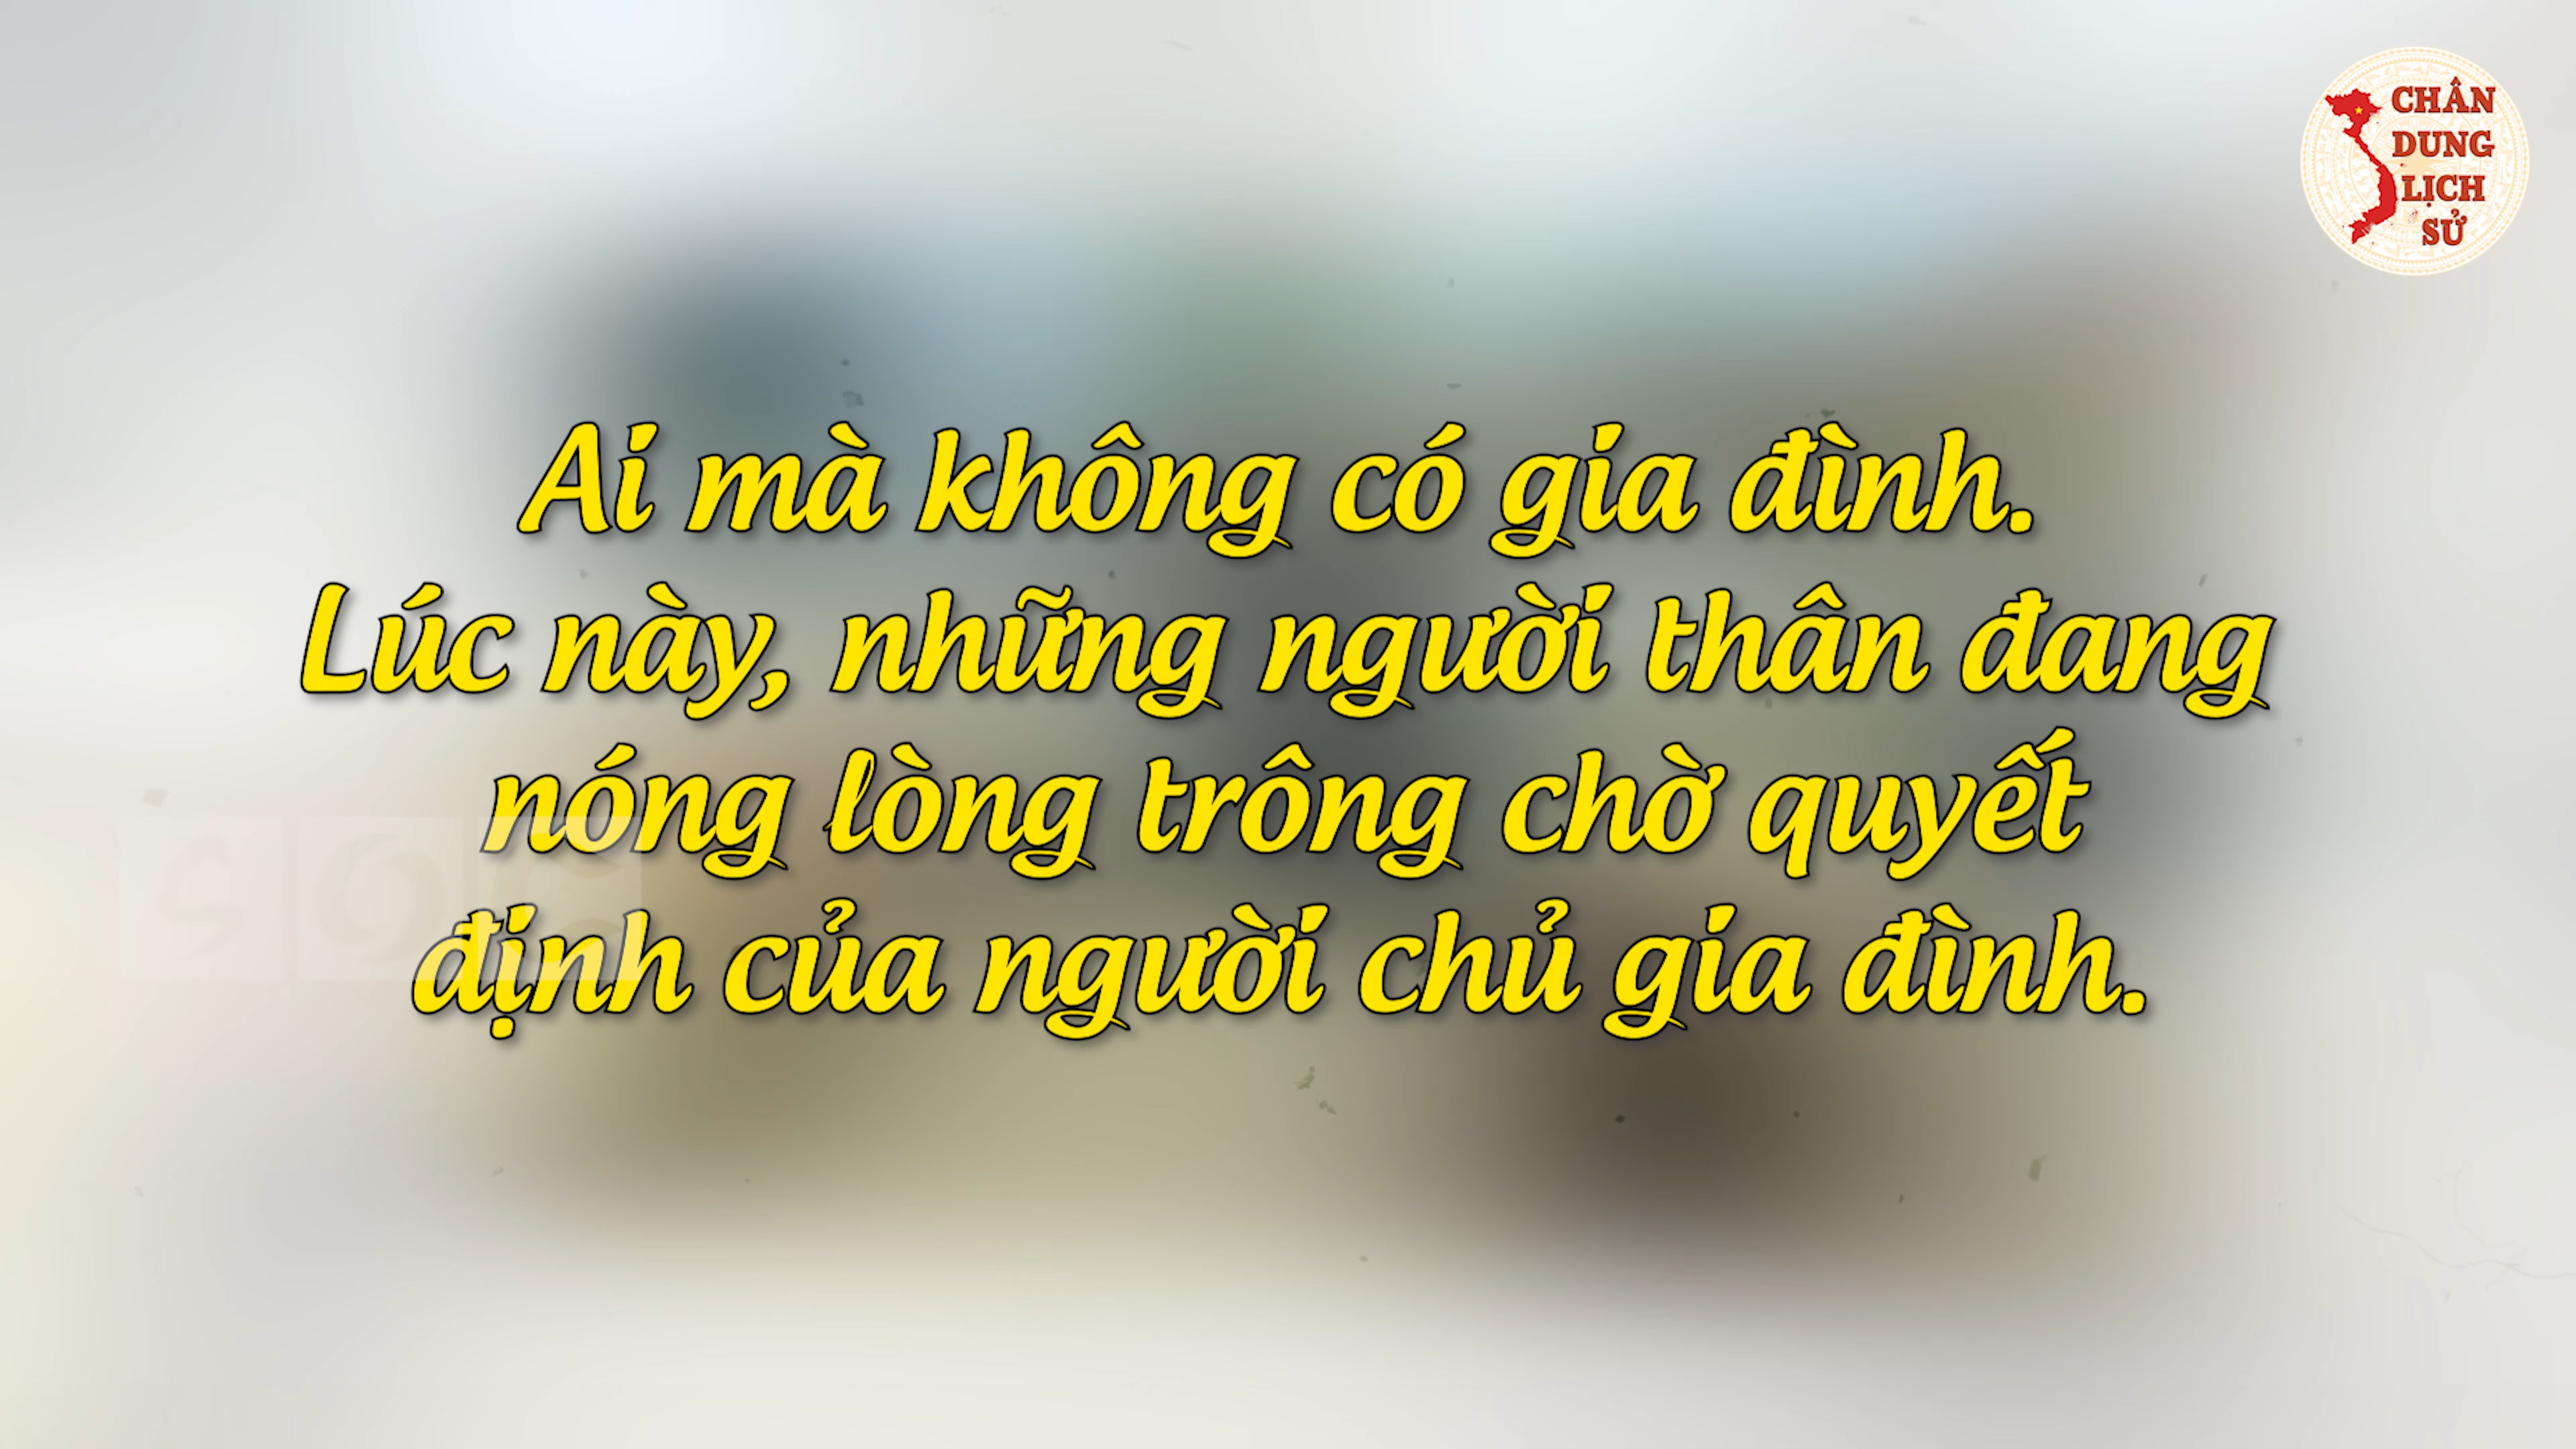 CHÂN
DUNG
LỊCH
SỬ
Ai mà không có gia đình.
Lúc này, những người thân đang
nóng lòng trông chờ quyết
định của người chủ gia đình.